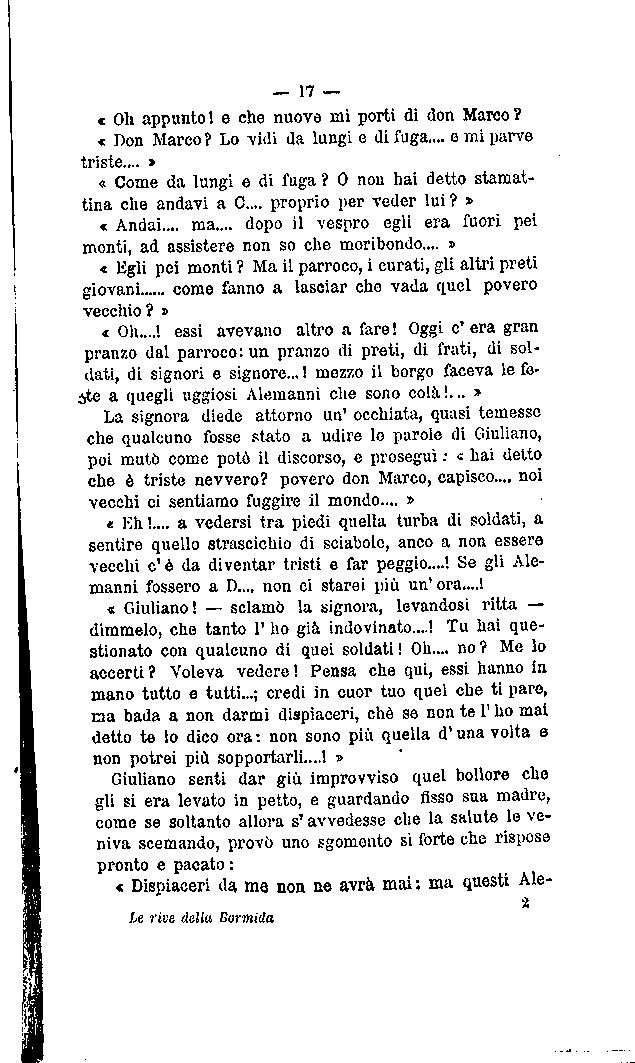 — 17 —
« Oh appunto! e che nuove mi porti di don Marco?
« Don Marco? Lo vidi da lungi e di fuga.... e mi parve
triste.... »
« Come da lungi e di fuga? O non hai detto stamat-
tina che andavi a C.... proprio per veder lui? »
« Andai.... ma.... dopo il vespro egli era fuori pei
monti, ad assistere non so che moribondo.... »
« Egli pei monti? Ma il parroco, i curati, gli altri preti
giovani...... come fanno a lasciar che vada quel povero
vecchio? »
« Oh....! essi avevano altro a fare! Oggi c' era gran
pranzo dal parroco: un pranzo di preti, di frati, di sol-
dati, di signori e signore...! mezzo il borgo faceva le fe-
ste a quegli uggiosi Alemanni che sono colà!... »
La signora diede attorno un' occhiata, quasi temesse
che qualcuno fosse stato a udire le parole di Giuliano,
poi mutò come potè il discorso, e proseguì: « hai detto
che è triste nevvero? povero don Marco, capisco.... noi
vecchi ci sentiamo fuggire il mondo.... »
« Eh!.... a vedersi tra piedi quella turba di soldati, a
sentire quello strascichio di sciabole, anco a non essere
vecchi c' è da diventar tristi e far peggio....! Se gli Ale-
manni fossero a D.... non ci starei più un' ora....!
« Giuliano! — sclamò la signora, levandosi ritta —
dimmelo, che tanto l' ho già indovinato....! Tu hai que-
stionato con qualcuno di quei soldati! Oh.... no? Me lo
accerti? Voleva vedere! Pensa che qui, essi hanno in
mano tutto e tutti...; credi in cuor tuo quel che ti pare,
ma bada a non darmi dispiaceri, chè se non te l' ho mai
detto te lo dico ora: non sono più quella d' una volta e
non potrei più sopportarli....! »
Giuliano sentì dar giù improvviso quel bollore che
gli si era levato in petto, e guardando fisso sua madre,
come se soltanto allora s' avvedesse che la salute le ve-
niva scemando, provò uno sgomento sì forte che rispose
pronto e pacato:
« Dispiaceri da me non ne avrà mai: ma questi Ale-
2
Le rive della Bormida